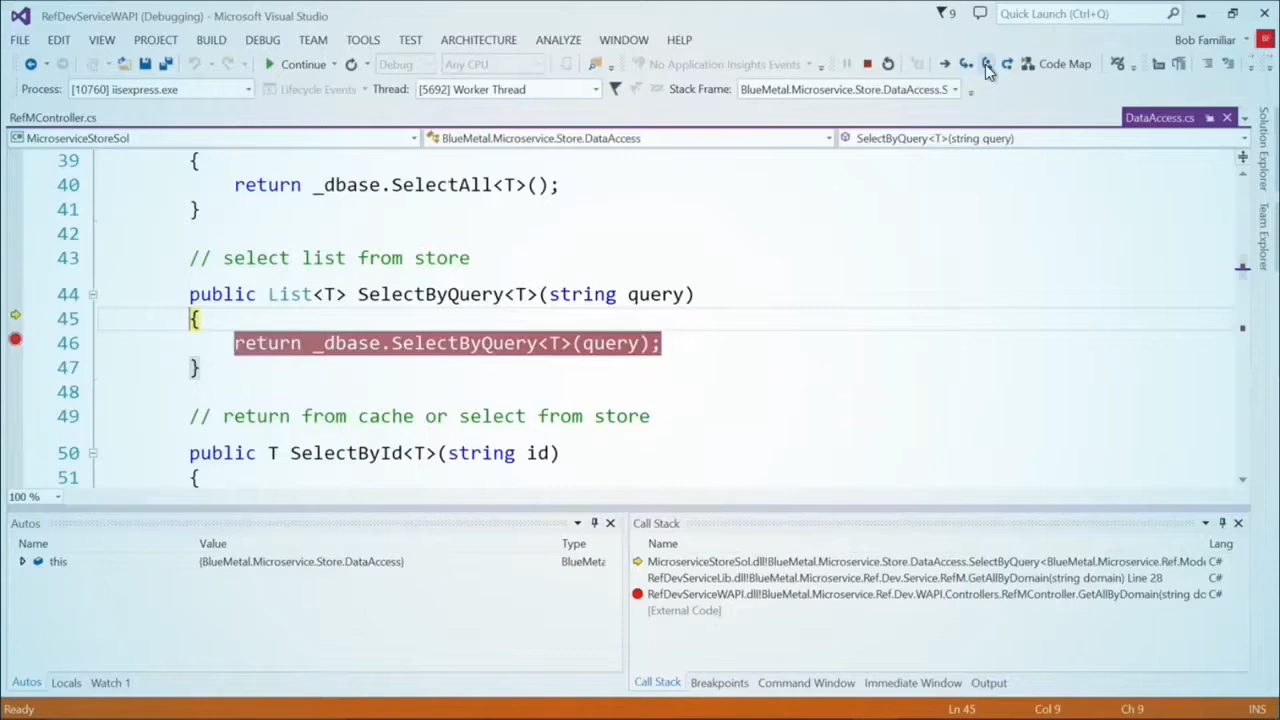 RefDevServiceWAPI (Debugging) - Microsoft Visual Studio
9
Quick Launch (Ctrl+Q)
FILE EDIT VIEW PROJECT BUILD DEBUG TEAM TOOLS TEST ARCHITECTURE ANALYZE WINDOW HELP
Bob Familiar
BF
Continue
Debug
Any CPU
No Application Insights Events
Code Map
Process: [10760] iisexpress.exe
Lifecycle Events
Thread: [5692] Worker Thread
Stack Frame: BlueMetal.Microservice.Store.DataAccess.S
RefMController.cs
DataAccess.cs
MicroserviceStoreSol
BlueMetal.Microservice.Store.DataAccess
SelectByQuery<T>(string query)
Solution Explorer
Team Explorer
39 {
40 return _dbase.SelectAll<T>();
41 }
42
43 // select list from store
44 public List<T> SelectByQuery<T>(string query)
45 {
46 return _dbase.SelectByQuery<T>(query);
47 }
48
49 // return from cache or select from store
50 public T SelectById<T>(string id)
51 {
100 %
Autos
Name Value Type
this {BlueMetal.Microservice.Store.DataAccess} BlueMeta
Autos Locals Watch 1
Call Stack
Name Lang
MicroserviceStoreSol.dll!BlueMetal.Microservice.Store.DataAccess.SelectByQuery<BlueMetal.Microservice.Ref.Mode C#
RefDevServiceLib.dll!BlueMetal.Microservice.Ref.Dev.Service.RefM.GetAllByDomain(string domain) Line 28 C#
RefDevServiceWAPI.dll!BlueMetal.Microservice.Ref.Dev.WAPI.Controllers.RefMController.GetAllByDomain(string dc C#
[External Code]
Call Stack Breakpoints Command Window Immediate Window Output
Ready
Ln 45 Col 9 Ch 9 INS